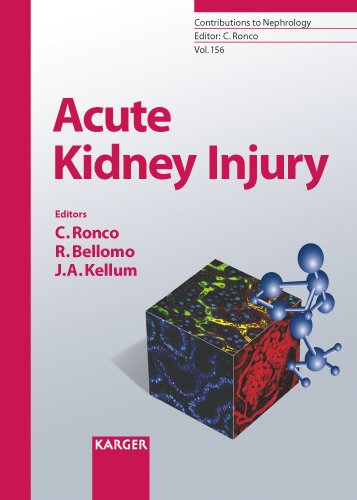 Contributions to Nephrology
Editor: C. Ronco
Vol. 156
Acute
Kidney Injury
Editors
C. Ronco
R. Bellomo
J.A. Kellum
KARGER